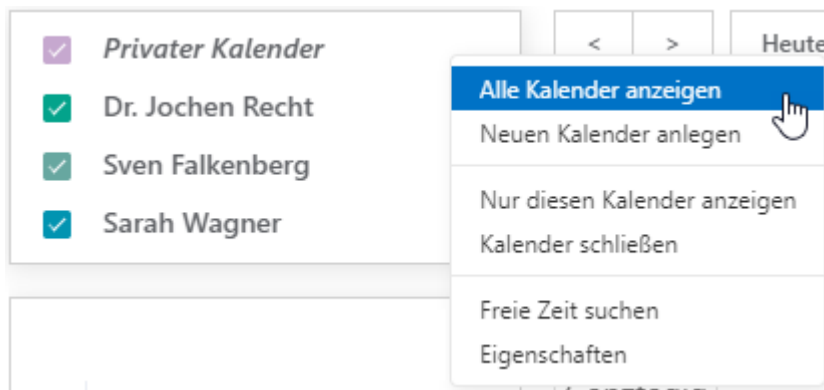 Privater Kalender
Dr. Jochen Recht
Sven Falkenberg
Sarah Wagner
< > Heute
Alle Kalender anzeigen
Neuen Kalender anlegen
Nur diesen Kalender anzeigen
Kalender schließen
Freie Zeit suchen
Eigenschaften